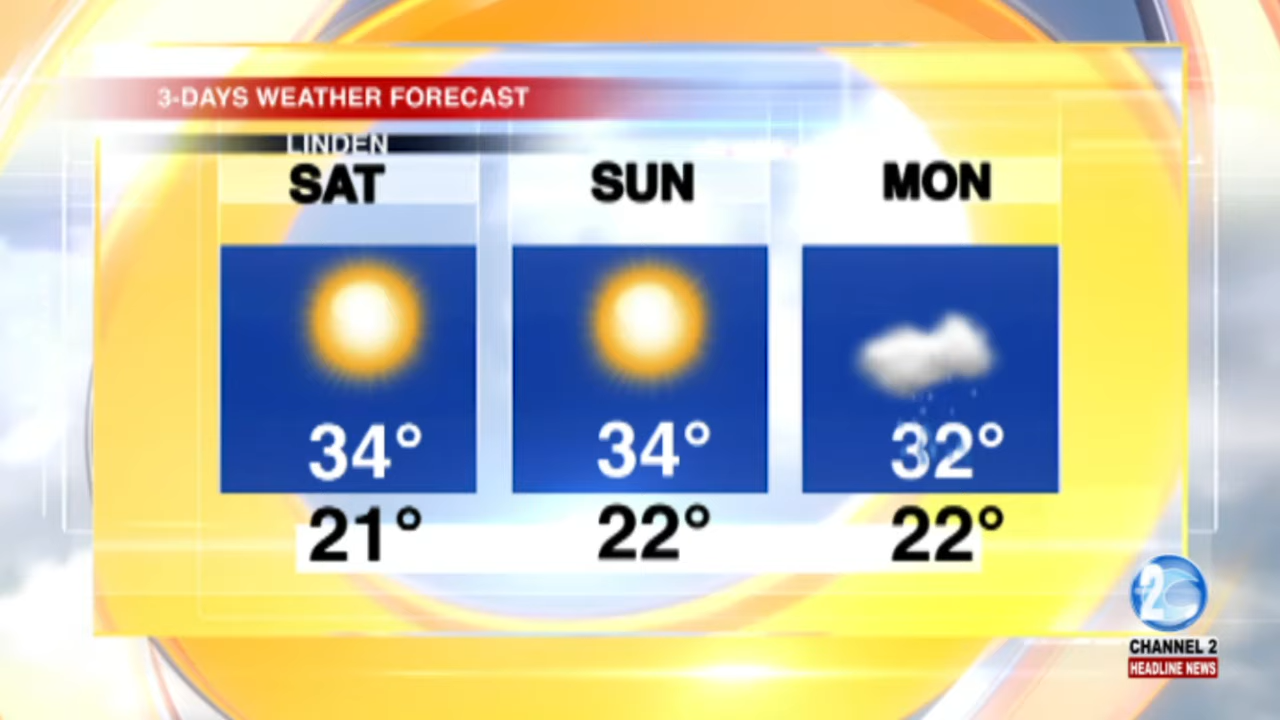 3-DAYS WEATHER FORECAST
LINDEN
SAT SUN MON
34° 34° 32°
21° 22° 22°
2
CHANNEL 2
HEADLINE NEWS